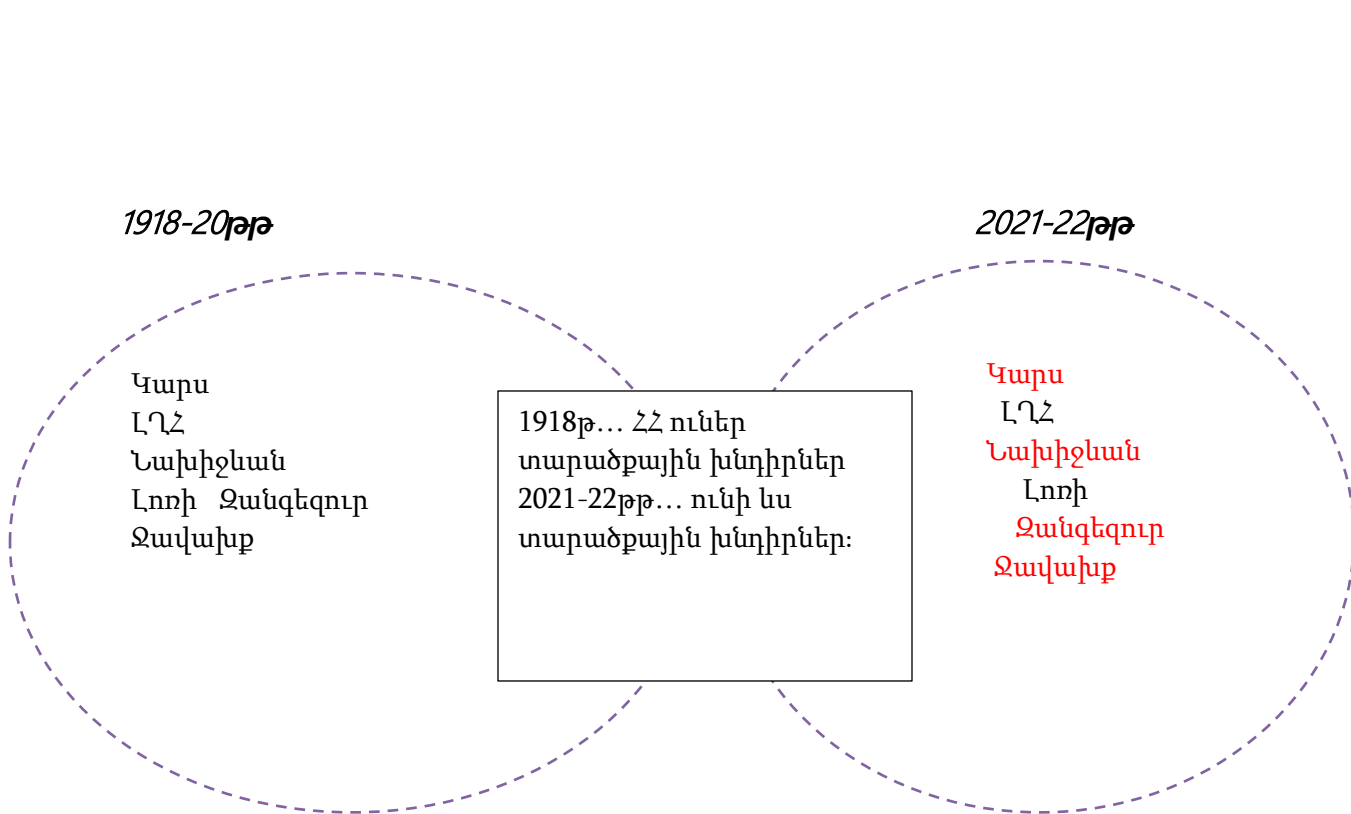 1918-20թթ
2021-22թթ
Կարս
ԼՂՀ
Նախիջևան
Լոռի Զանգեզուր
Ջավախք
1918թ… ՀՀ ուներ
տարածքային խնդիրներ
2021-22թթ… ունի ևս
տարածքային խնդիրներ։
Կարս
ԼՂՀ
Նախիջևան
Լոռի
Զանգեզուր
Ջավախք